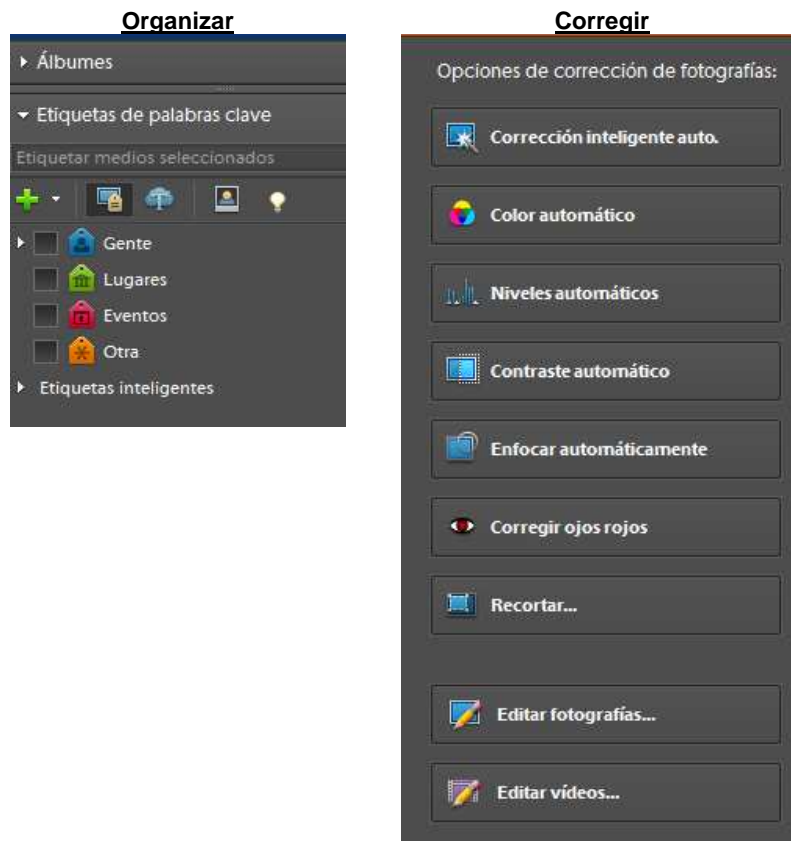 Organizar
Álbumes
Etiquetas de palabras clave
Etiquetar medios seleccionados
Gente
Lugares
Eventos
Otra
Etiquetas inteligentes
Corregir
Opciones de corrección de fotografías:
Corrección inteligente auto.
Color automático
Niveles automáticos
Contraste automático
Enfocar automáticamente
Corregir ojos rojos
Recortar...
Editar fotografías...
Editar vídeos...